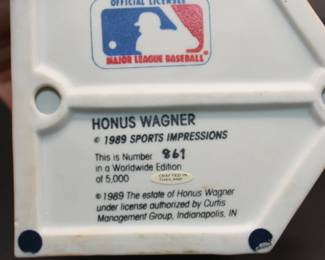 OFFICIAL LICENSEE
MAJOR LEAGUE BASEBALL
HONUS WAGNER
© 1989 SPORTS IMPRESSIONS
This is Number 869
in a Worldwide Edition
of 5,000
CRAFTED IN
THAILAND
© 1989 The estate of Honus Wagner
under license authorized by Curtis
Management Group, Indianapolis, IN